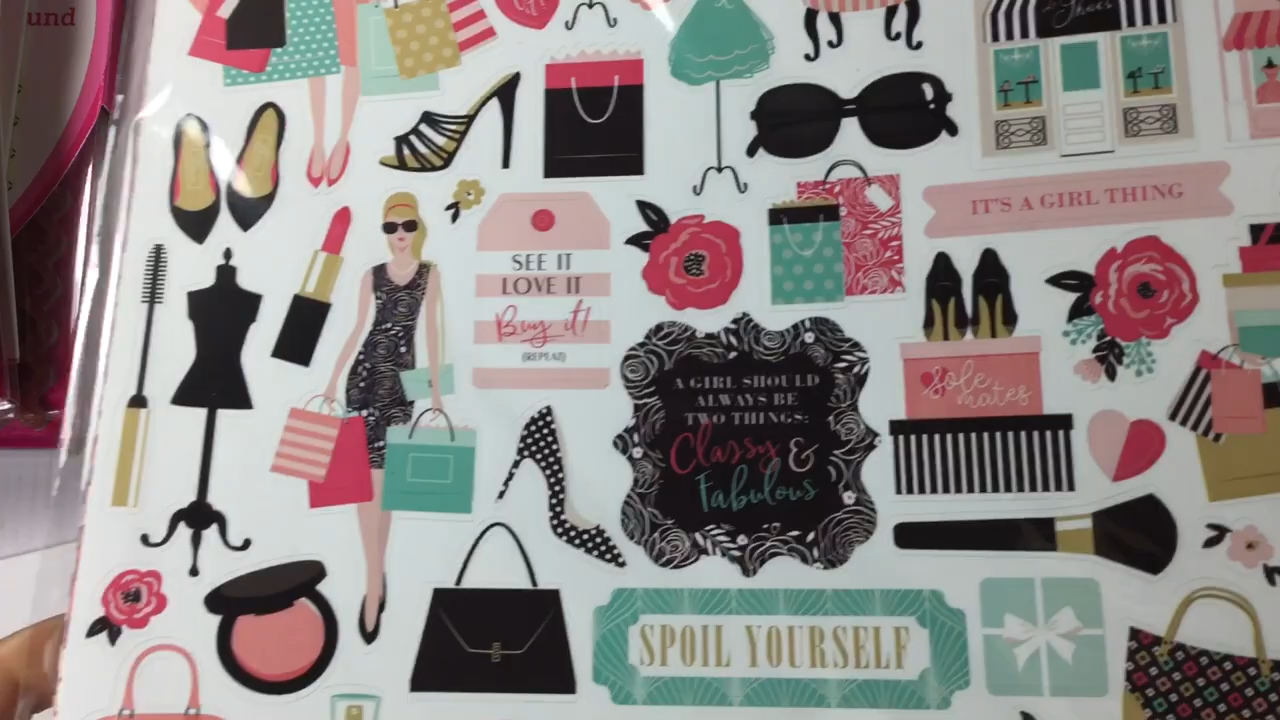 und
Shoes
IT'S A GIRL THING
SEE IT
LOVE IT
Buy it!
(REPEAT)
A GIRL SHOULD
ALWAYS BE
TWO THINGS:
Classy &
Fabulous
Sole
mates
SPOIL YOURSELF